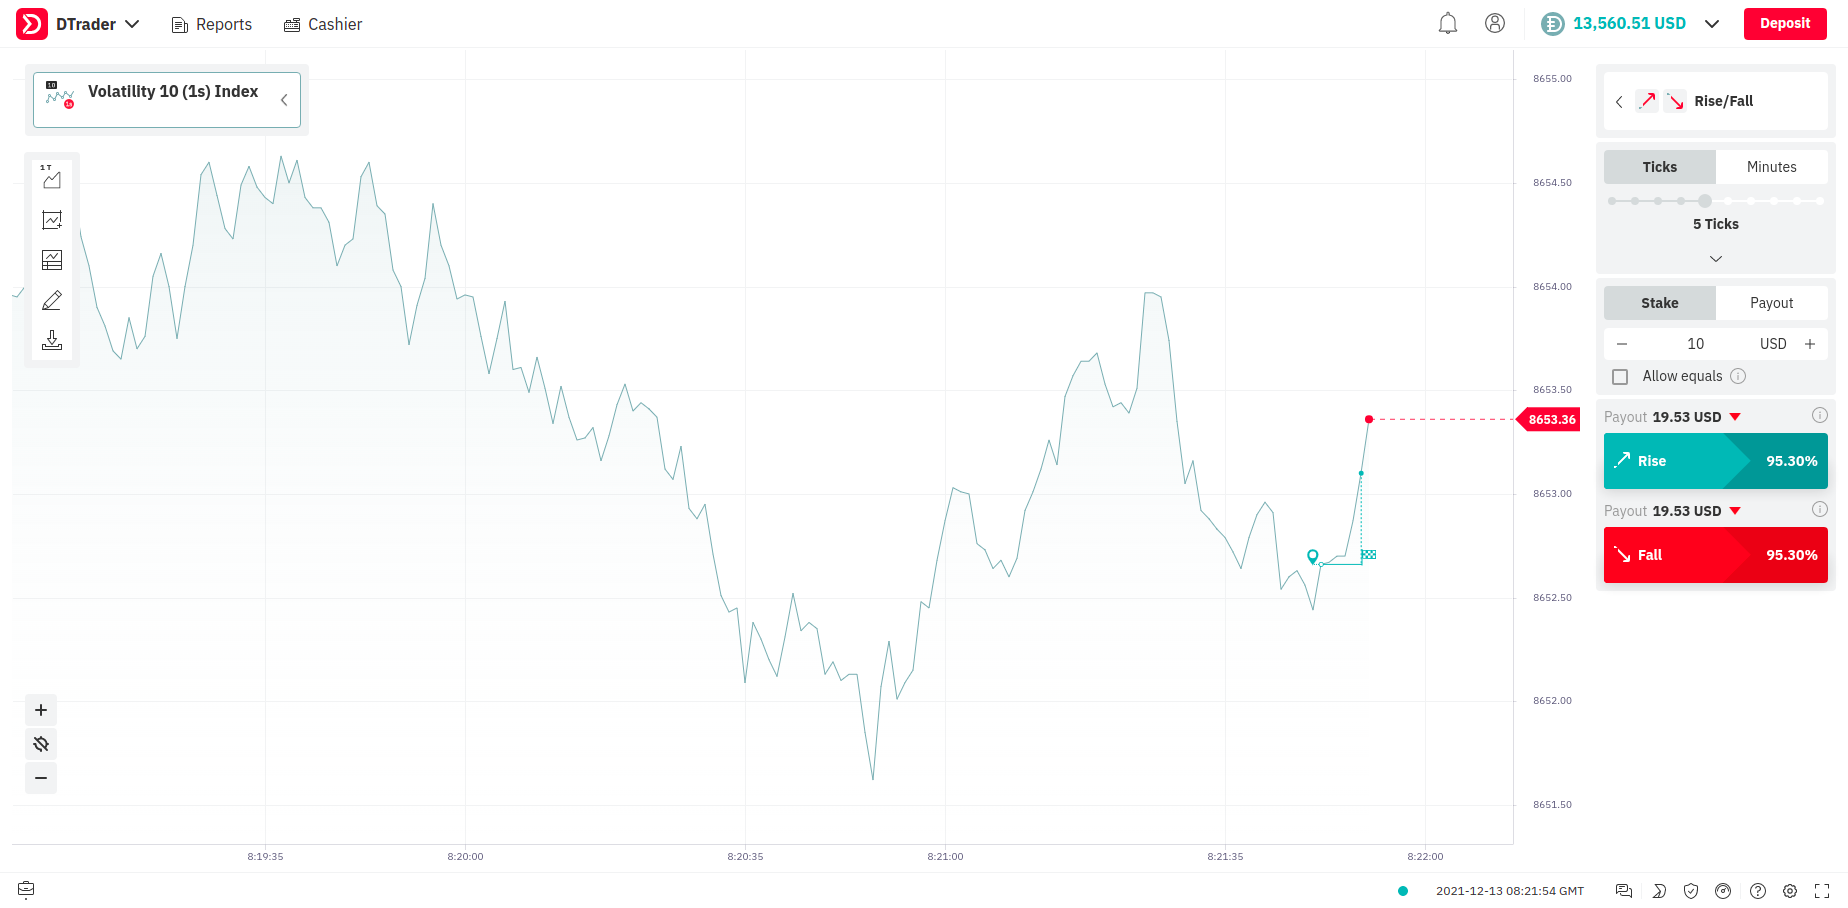 DTrader
Reports
Cashier
13,560.51 USD
Deposit
10
1s
Volatility 10 (1s) Index
1 T
8655.00
8654.50
8654.00
8653.50
8653.36
8653.00
8652.50
8652.00
8651.50
8:19:35
8:20:00
8:20:35
8:21:00
8:21:35
8:22:00
Rise/Fall
Ticks
Minutes
5 Ticks
Stake
Payout
10
USD
Allow equals
Payout 19.53 USD
Rise
95.30%
Payout 19.53 USD
Fall
95.30%
2021-12-13 08:21:54 GMT